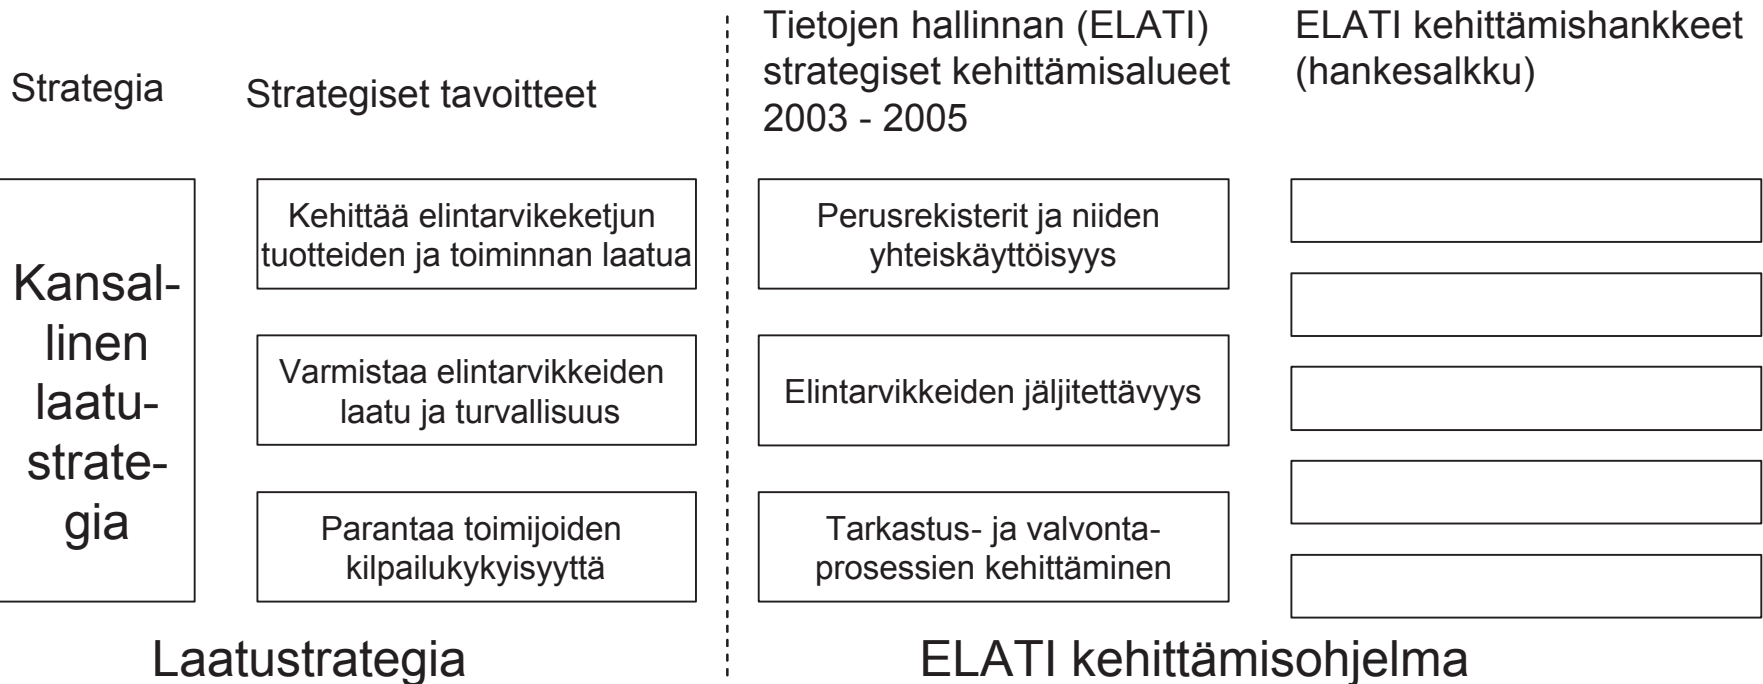 Strategia
Strategiset tavoitteet
Tietojen hallinnan (ELATI)
strategiset kehittämisalueet
2003 - 2005
ELATI kehittämishankkeet
(hankesalkku)
Kansal-
linen
laatu-
strate-
gia
Kehittää elintarvikeketjun
tuotteiden ja toiminnan laatua
Varmistaa elintarvikkeiden
laatu ja turvallisuus
Parantaa toimijoiden
kilpailukykyisyyttä
Perusrekisterit ja niiden
yhteiskäyttöisyys
Elintarvikkeiden jäljitettävyys
Tarkastus- ja valvonta-
prosessien kehittäminen
Laatustrategia
ELATI kehittämisohjelma